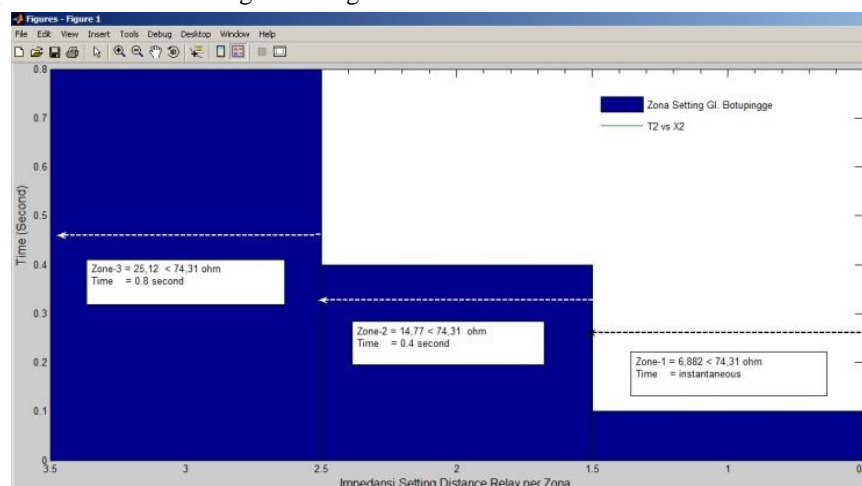 Figures - Figure 1
File Edit View Insert Tools Debug Desktop Window Help
0.8
0.7
0.6
0.5
0.4
0.3
0.2
0.1
0
Time (Second)
Zona Setting GI. Botupingge
T2 vs X2
Zone-3 = 25,12 < 74,31 ohm
Time = 0.8 second
Zone-2 = 14,77 < 74,31 ohm
Time = 0.4 second
Zone-1 = 6,882 < 74,31 ohm
Time = instantaneous
3.5 3 2.5 2 1.5 1 0
Impedansi Setting Distance Relay per Zona